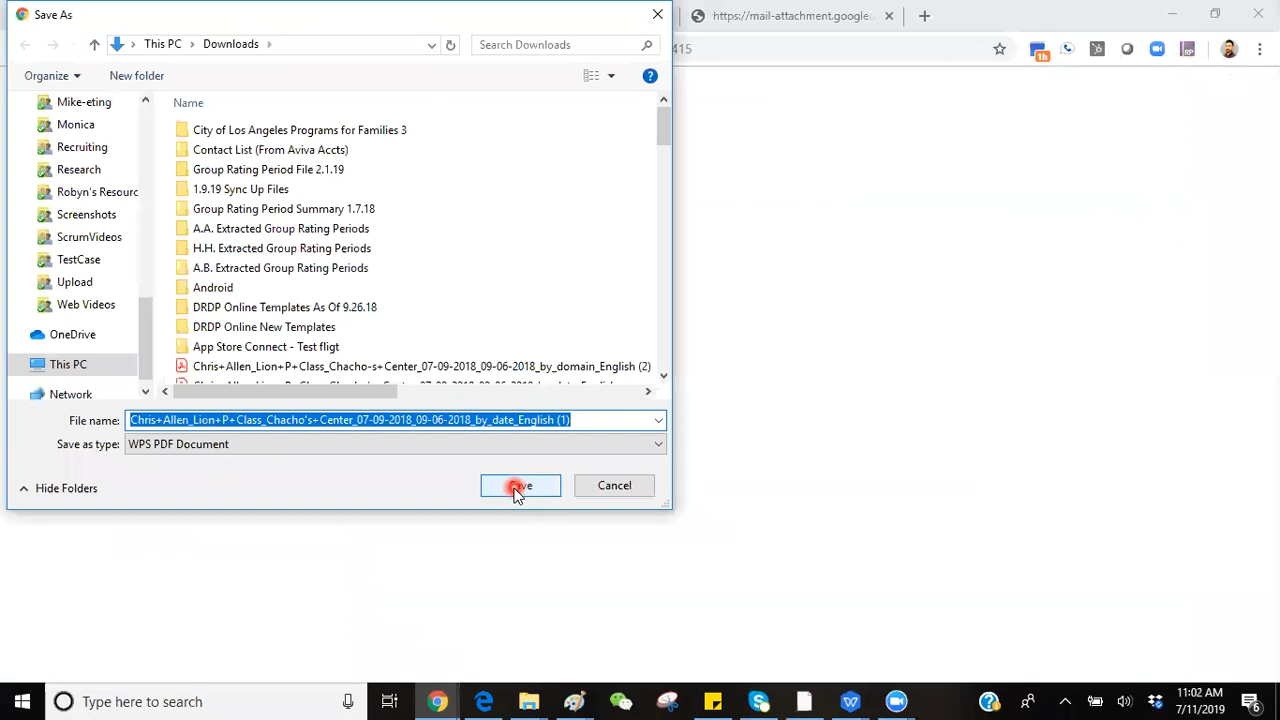 Save As
https://mail-attachment.google
This PC
Downloads
Search Downloads
415
Organize
New folder
Mike-eting
Monica
Recruiting
Research
Robyn's Resourc
Screenshots
ScrumVideos
TestCase
Upload
Web Videos
OneDrive
This PC
Network
Name
City of Los Angeles Programs for Families 3
Contact List (From Aviva Accts)
Group Rating Period File 2.1.19
1.9.19 Sync Up Files
Group Rating Period Summary 1.7.18
A.A. Extracted Group Rating Periods
H.H. Extracted Group Rating Periods
A.B. Extracted Group Rating Periods
Android
DRDP Online Templates As Of 9.26.18
DRDP Online New Templates
App Store Connect - Test fligt
Chris+Allen_Lion+P+Class_Chacho-s+Center_07-09-2018_09-06-2018_by_domain_English (2)
File name:
Chris+Allen_Lion+P+Class_Chacho's+Center_07-09-2018_09-06-2018_by_date_English (1)
Save as type:
WPS PDF Document
Hide Folders
Cancel
1h
RP
Type here to search
11:02 AM
7/11/2019
6